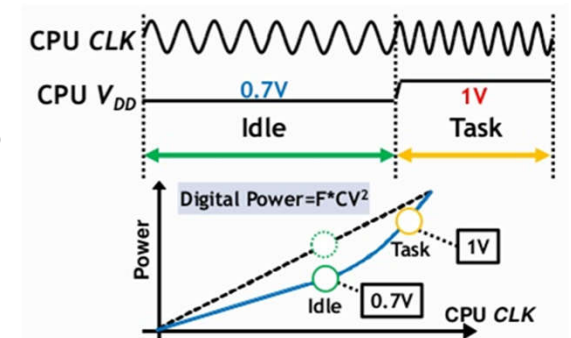 CPU CLK
CPU VDD
0.7V
1V
Idle
Task
Digital Power=F*CV²
Power
Task
1V
Idle
0.7V
CPU CLK